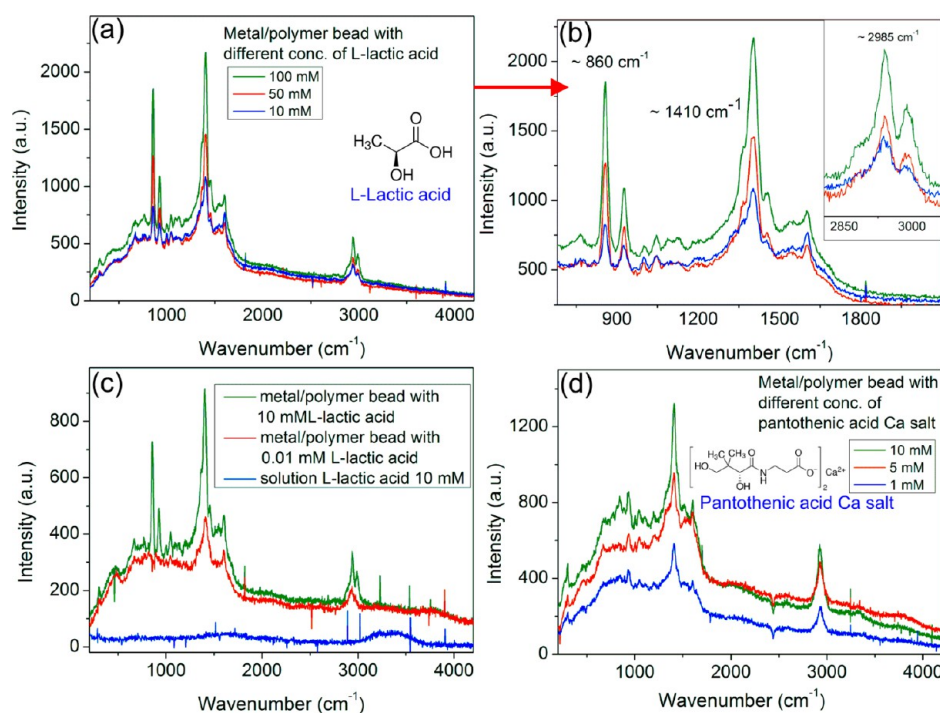 (a)
Metal/polymer bead with
different conc. of L-lactic acid
100 mM
50 mM
10 mM
H₃C
O
OH
OH
L-Lactic acid
2000
1500
1000
500
0
Intensity (a.u.)
1000 2000 3000 4000
Wavenumber (cm⁻¹)
(b)
~ 860 cm⁻¹
~ 1410 cm⁻¹
~ 2985 cm⁻¹
2850 3000
2000
1500
1000
500
Intensity (a.u.)
900 1200 1500 1800
Wavenumber (cm⁻¹)
(c)
metal/polymer bead with
10 mML-lactic acid
metal/polymer bead with
0.01 mM L-lactic acid
solution L-lactic acid 10 mM
800
600
400
200
0
Intensity (a.u.)
1000 2000 3000 4000
Wavenumber (cm⁻¹)
(d)
Metal/polymer bead with
different conc. of
pantothenic acid Ca salt
10 mM
5 mM
1 mM
H₃C CH₃ O O
HO N O⁻ Ca²⁺
OH H 2
Pantothenic acid Ca salt
1200
800
400
0
Intensity (a.u.)
1000 2000 3000 4000
Wavenumber (cm⁻¹)